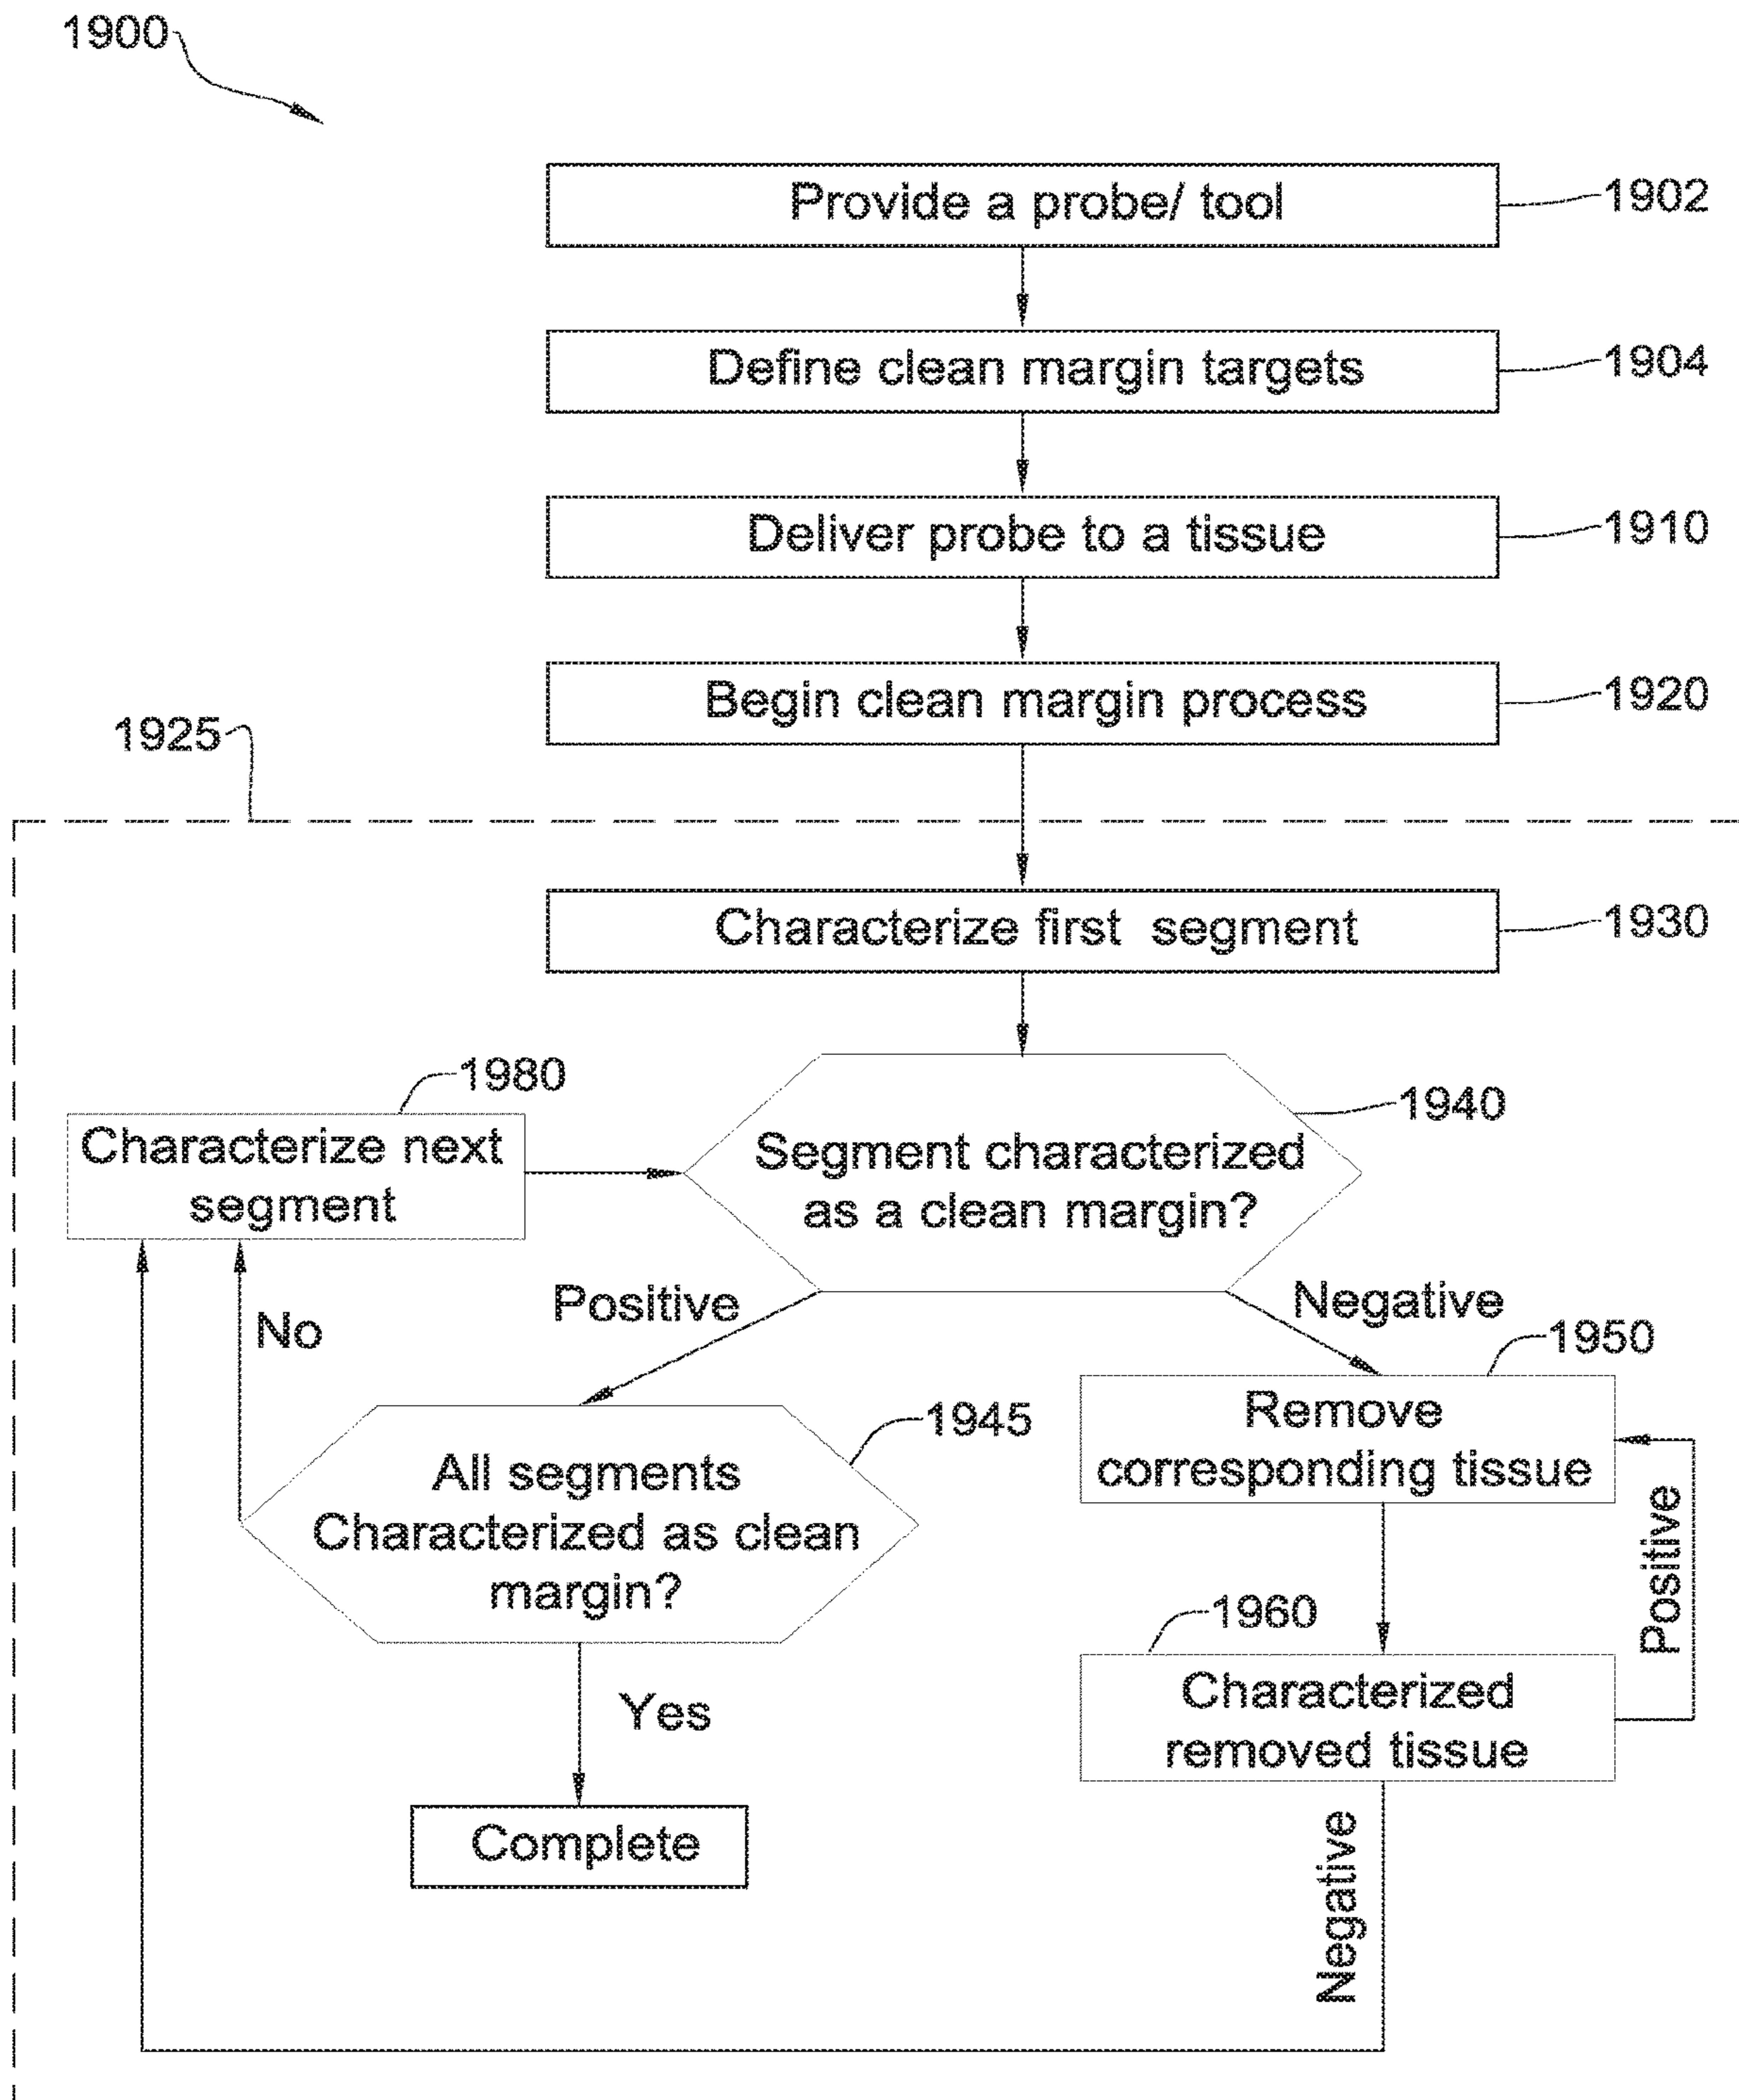 1900
Provide a probe/ tool
1902
Define clean margin targets
1904
Deliver probe to a tissue
1910
Begin clean margin process
1920
1925
Characterize first segment
1930
1980
Characterize next
segment
1940
Segment characterized
as a clean margin?
Positive
Negative
No
1950
Remove
corresponding tissue
1945
All segments
Characterized as clean
margin?
Positive
1960
Characterized
removed tissue
Yes
Complete
Negative